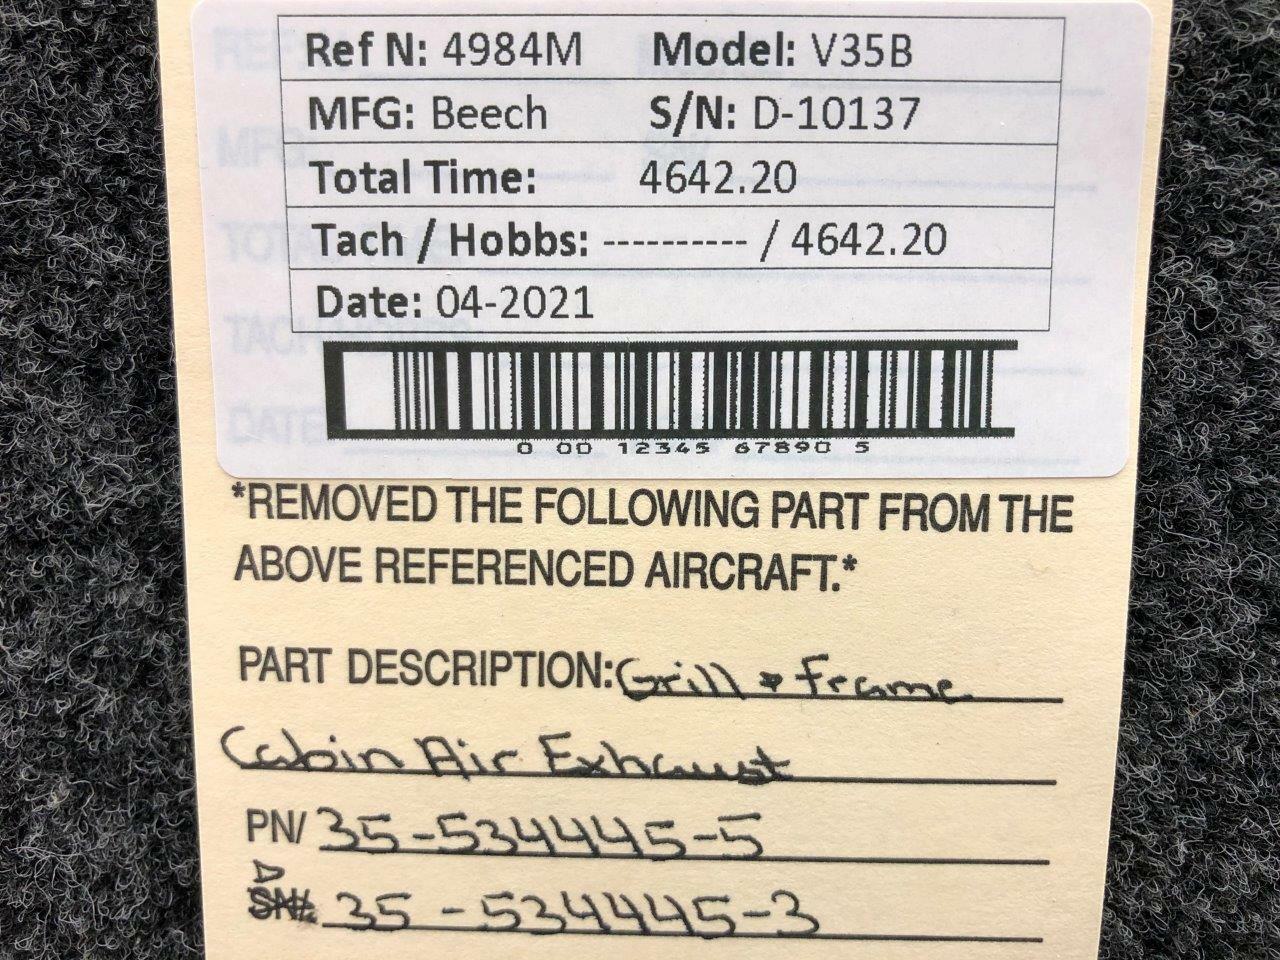 Ref N: 4984M Model: V35B
MFG: Beech S/N: D-10137
Total Time: 4642.20
Tach / Hobbs: ---------- / 4642.20
Date: 04-2021
0 00 12345 67890 5
*REMOVED THE FOLLOWING PART FROM THE
ABOVE REFERENCED AIRCRAFT.*
PART DESCRIPTION: Grill & Frame
Cabin Air Exhaust
PN/ 35-534445-5
D
SN#. 35-534445-3